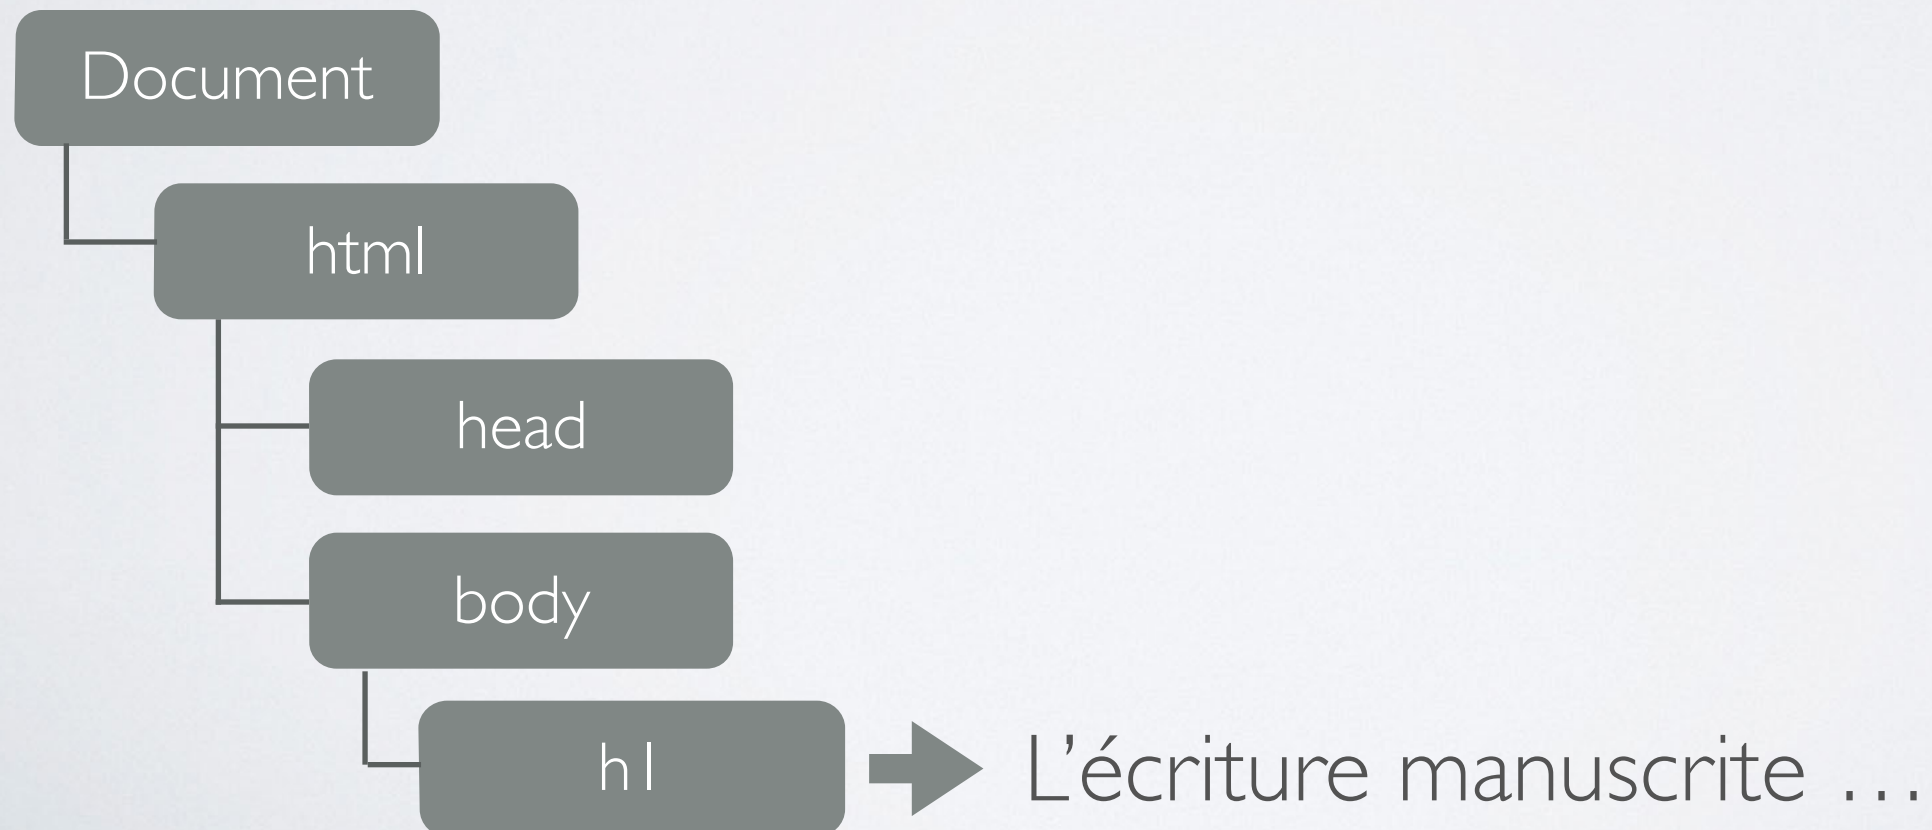 Document
html
head
body
h1
L’écriture manuscrite …